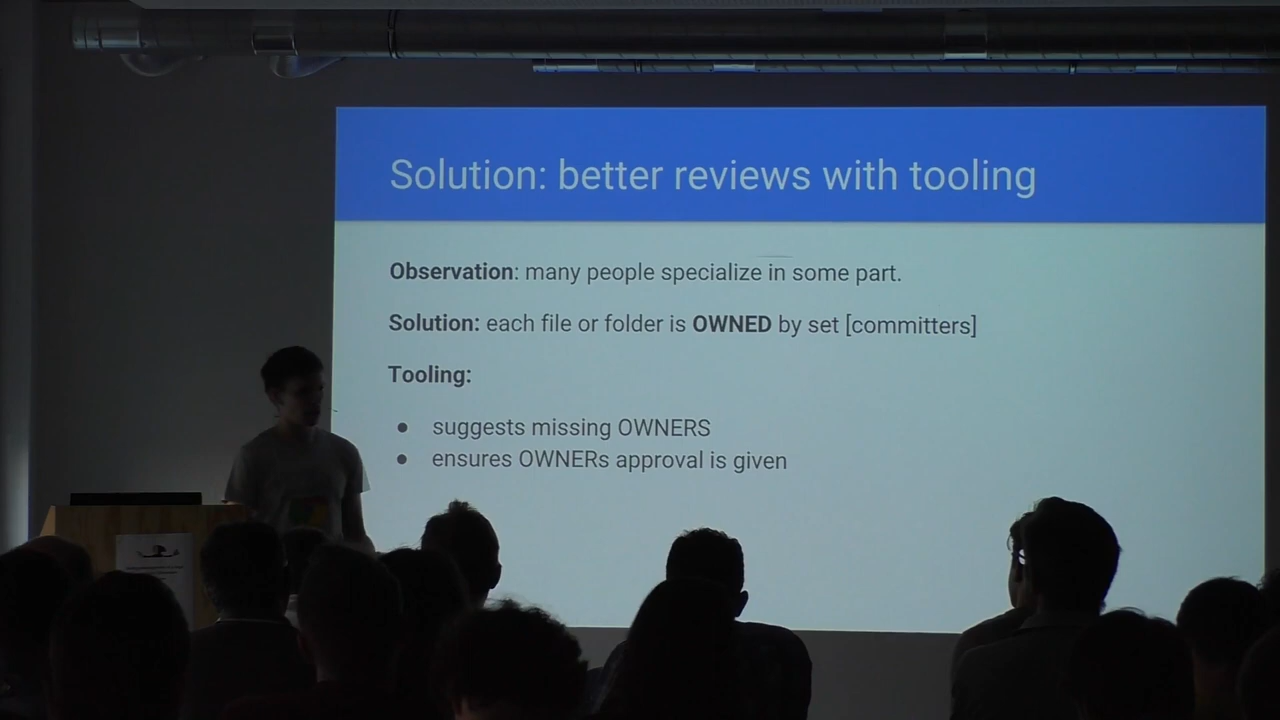 Solution: better reviews with tooling
Observation: many people specialize in some part.
Solution: each file or folder is OWNED by set [committers]
Tooling:
● suggests missing OWNERS
● ensures OWNERs approval is given